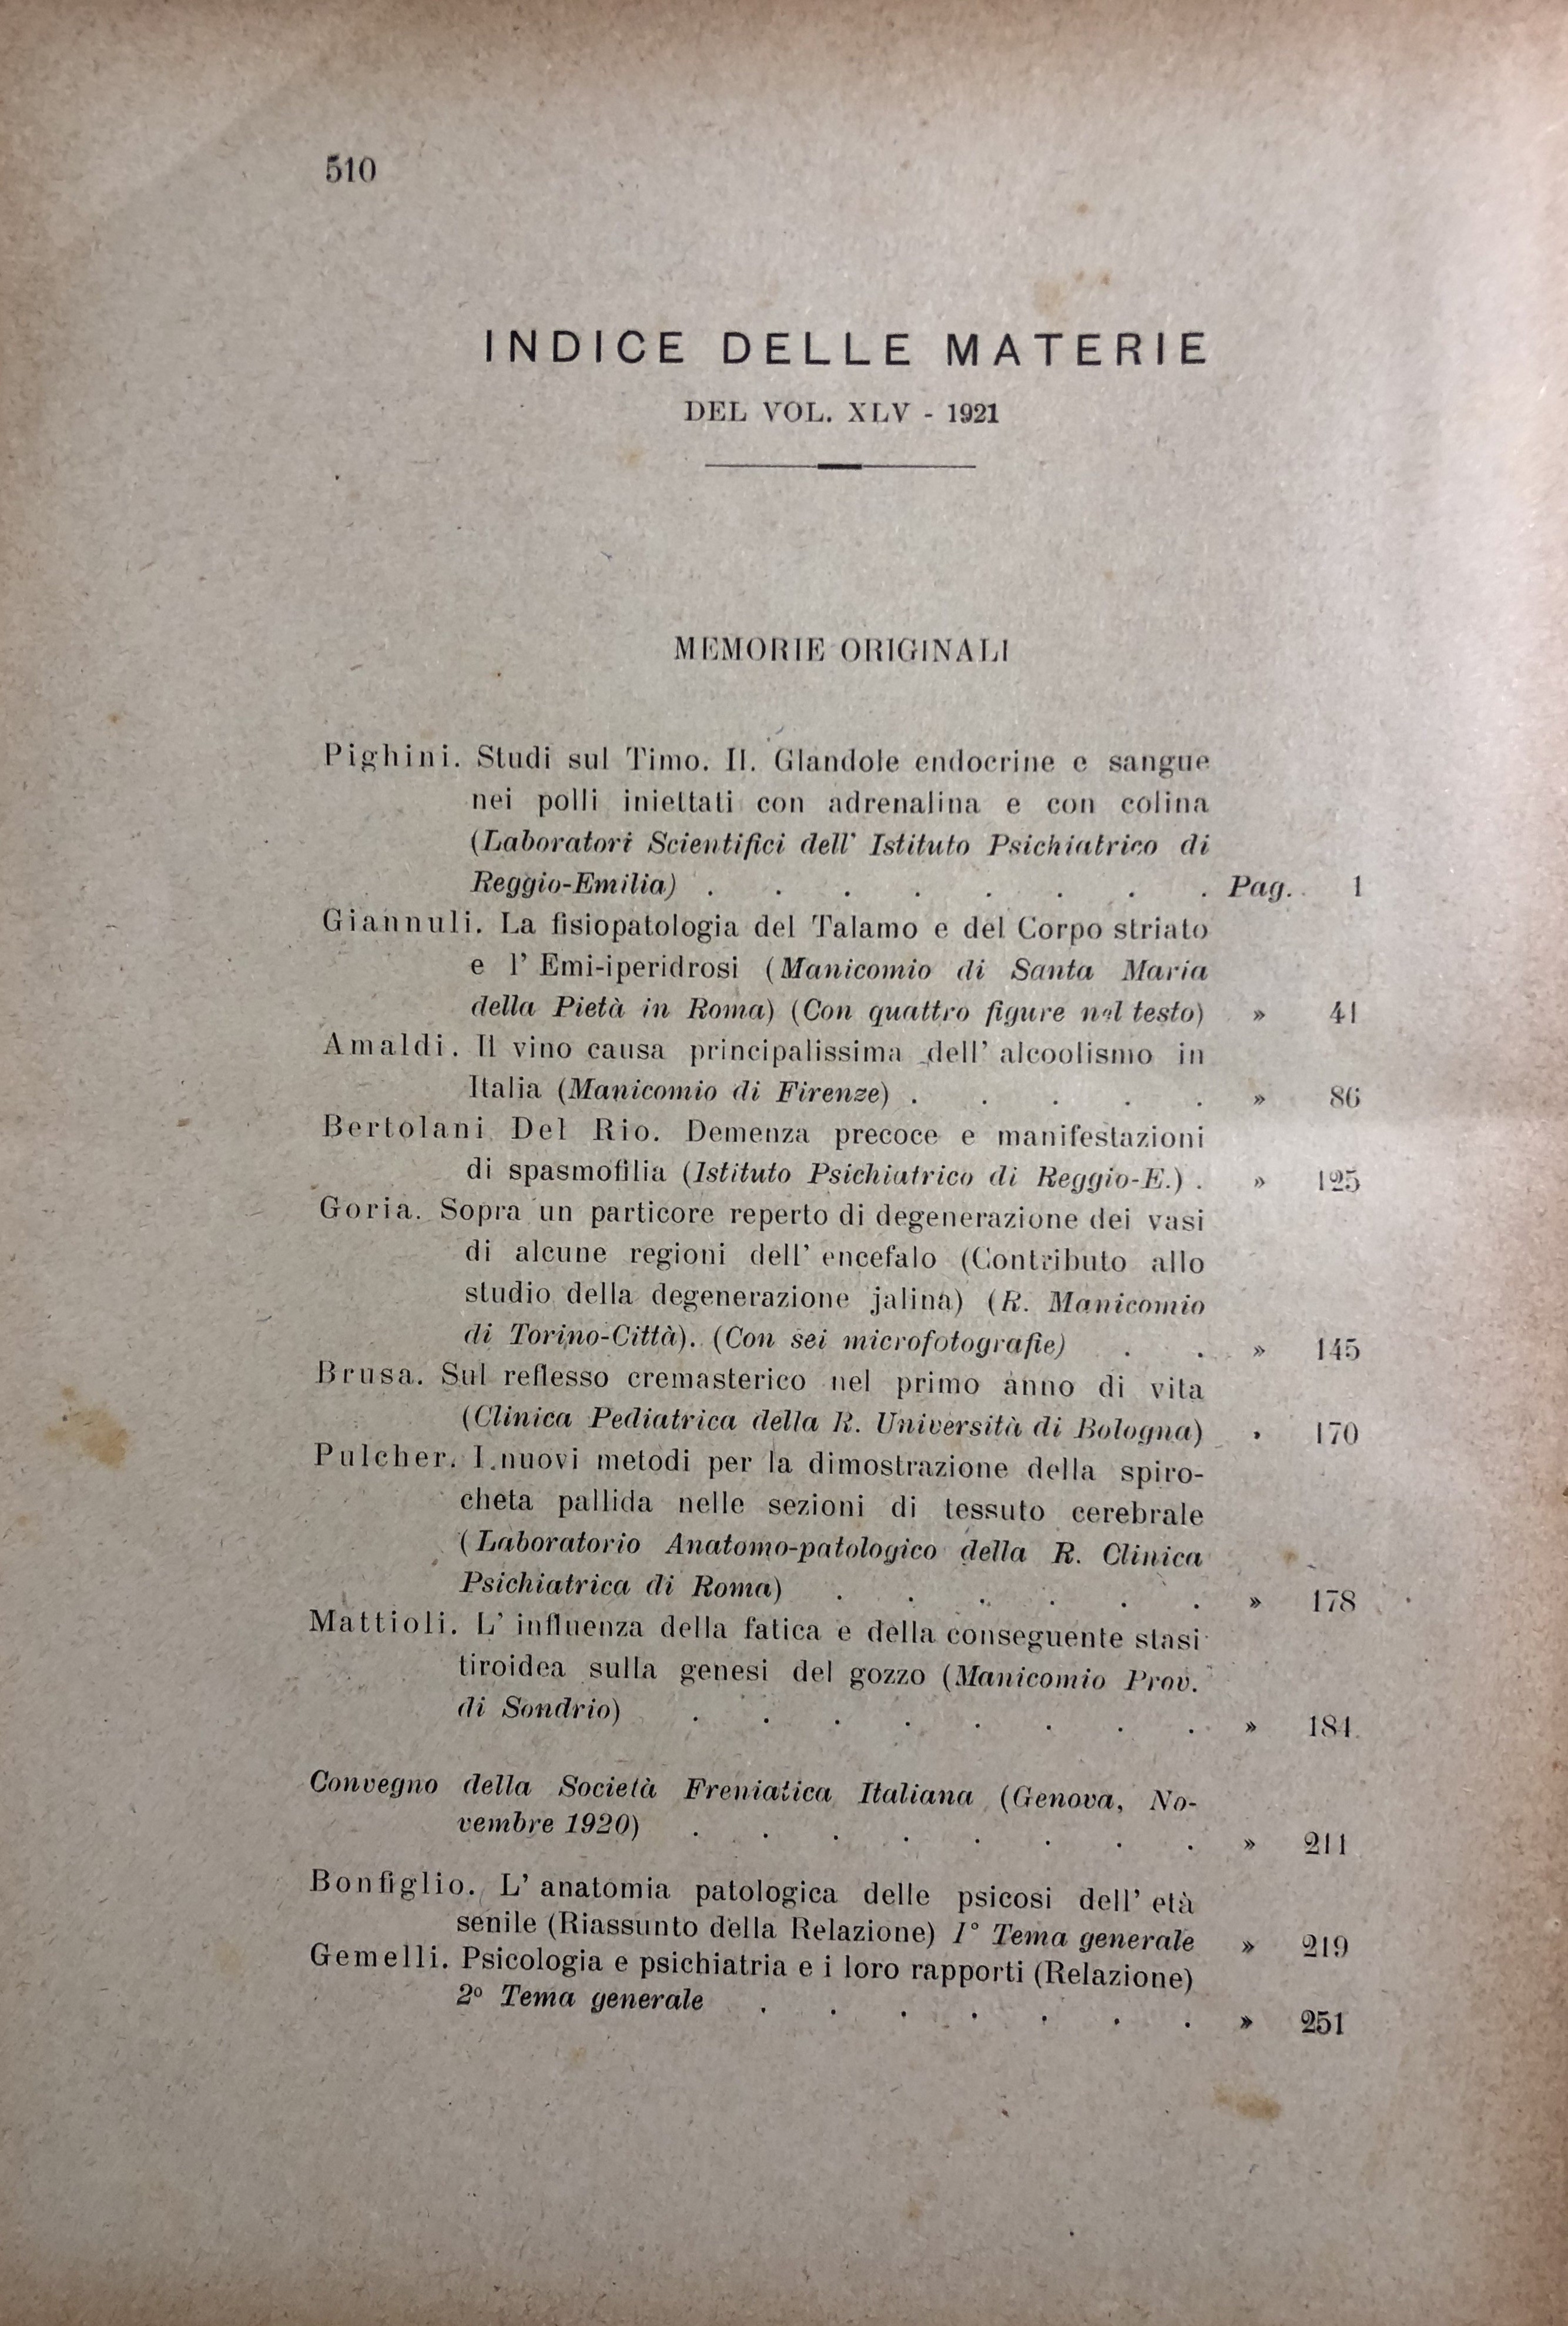 510
INDICE DELLE MATERIE
DEL VOL. XLV - 1921
MEMORIE ORIGINALI
Pighini. Studi sul Timo. II. Glandole endocrine e sangue
nei polli iniettati con adrenalina e con colina
(Laboratori Scientifici dell' Istituto Psichiatrico di
Reggio-Emilia) . . . . . . . . Pag. 1
Giannuli. La fisiopatologia del Talamo e del Corpo striato
e l' Emi-iperidrosi (Manicomio di Santa Maria
della Pietà in Roma) (Con quattro figure nel testo) » 41
Amaldi. Il vino causa principalissima dell' alcoolismo in
Italia (Manicomio di Firenze) . . . . . » 86
Bertolani Del Rio. Demenza precoce e manifestazioni
di spasmofilia (Istituto Psichiatrico di Reggio-E.) . » 125
Goria. Sopra un particore reperto di degenerazione dei vasi
di alcune regioni dell' encefalo (Contributo allo
studio della degenerazione jalina) (R. Manicomio
di Torino-Città). (Con sei microfotografie) . . » 145
Brusa. Sul reflesso cremasterico nel primo anno di vita
(Clinica Pediatrica della R. Università di Bologna) » 170
Pulcher. I nuovi metodi per la dimostrazione della spiro-
cheta pallida nelle sezioni di tessuto cerebrale
(Laboratorio Anatomo-patologico della R. Clinica
Psichiatrica di Roma) . . . . . . » 178
Mattioli. L' influenza della fatica e della conseguente stasi
tiroidea sulla genesi del gozzo (Manicomio Prov.
di Sondrio) . . . . . . . . » 184
Convegno della Società Freniatica Italiana (Genova, No-
vembre 1920) . . . . . . . . » 211
Bonfiglio. L' anatomia patologica delle psicosi dell' età
senile (Riassunto della Relazione) 1° Tema generale » 219
Gemelli. Psicologia e psichiatria e i loro rapporti (Relazione)
2º Tema generale . . . . . . . » 251